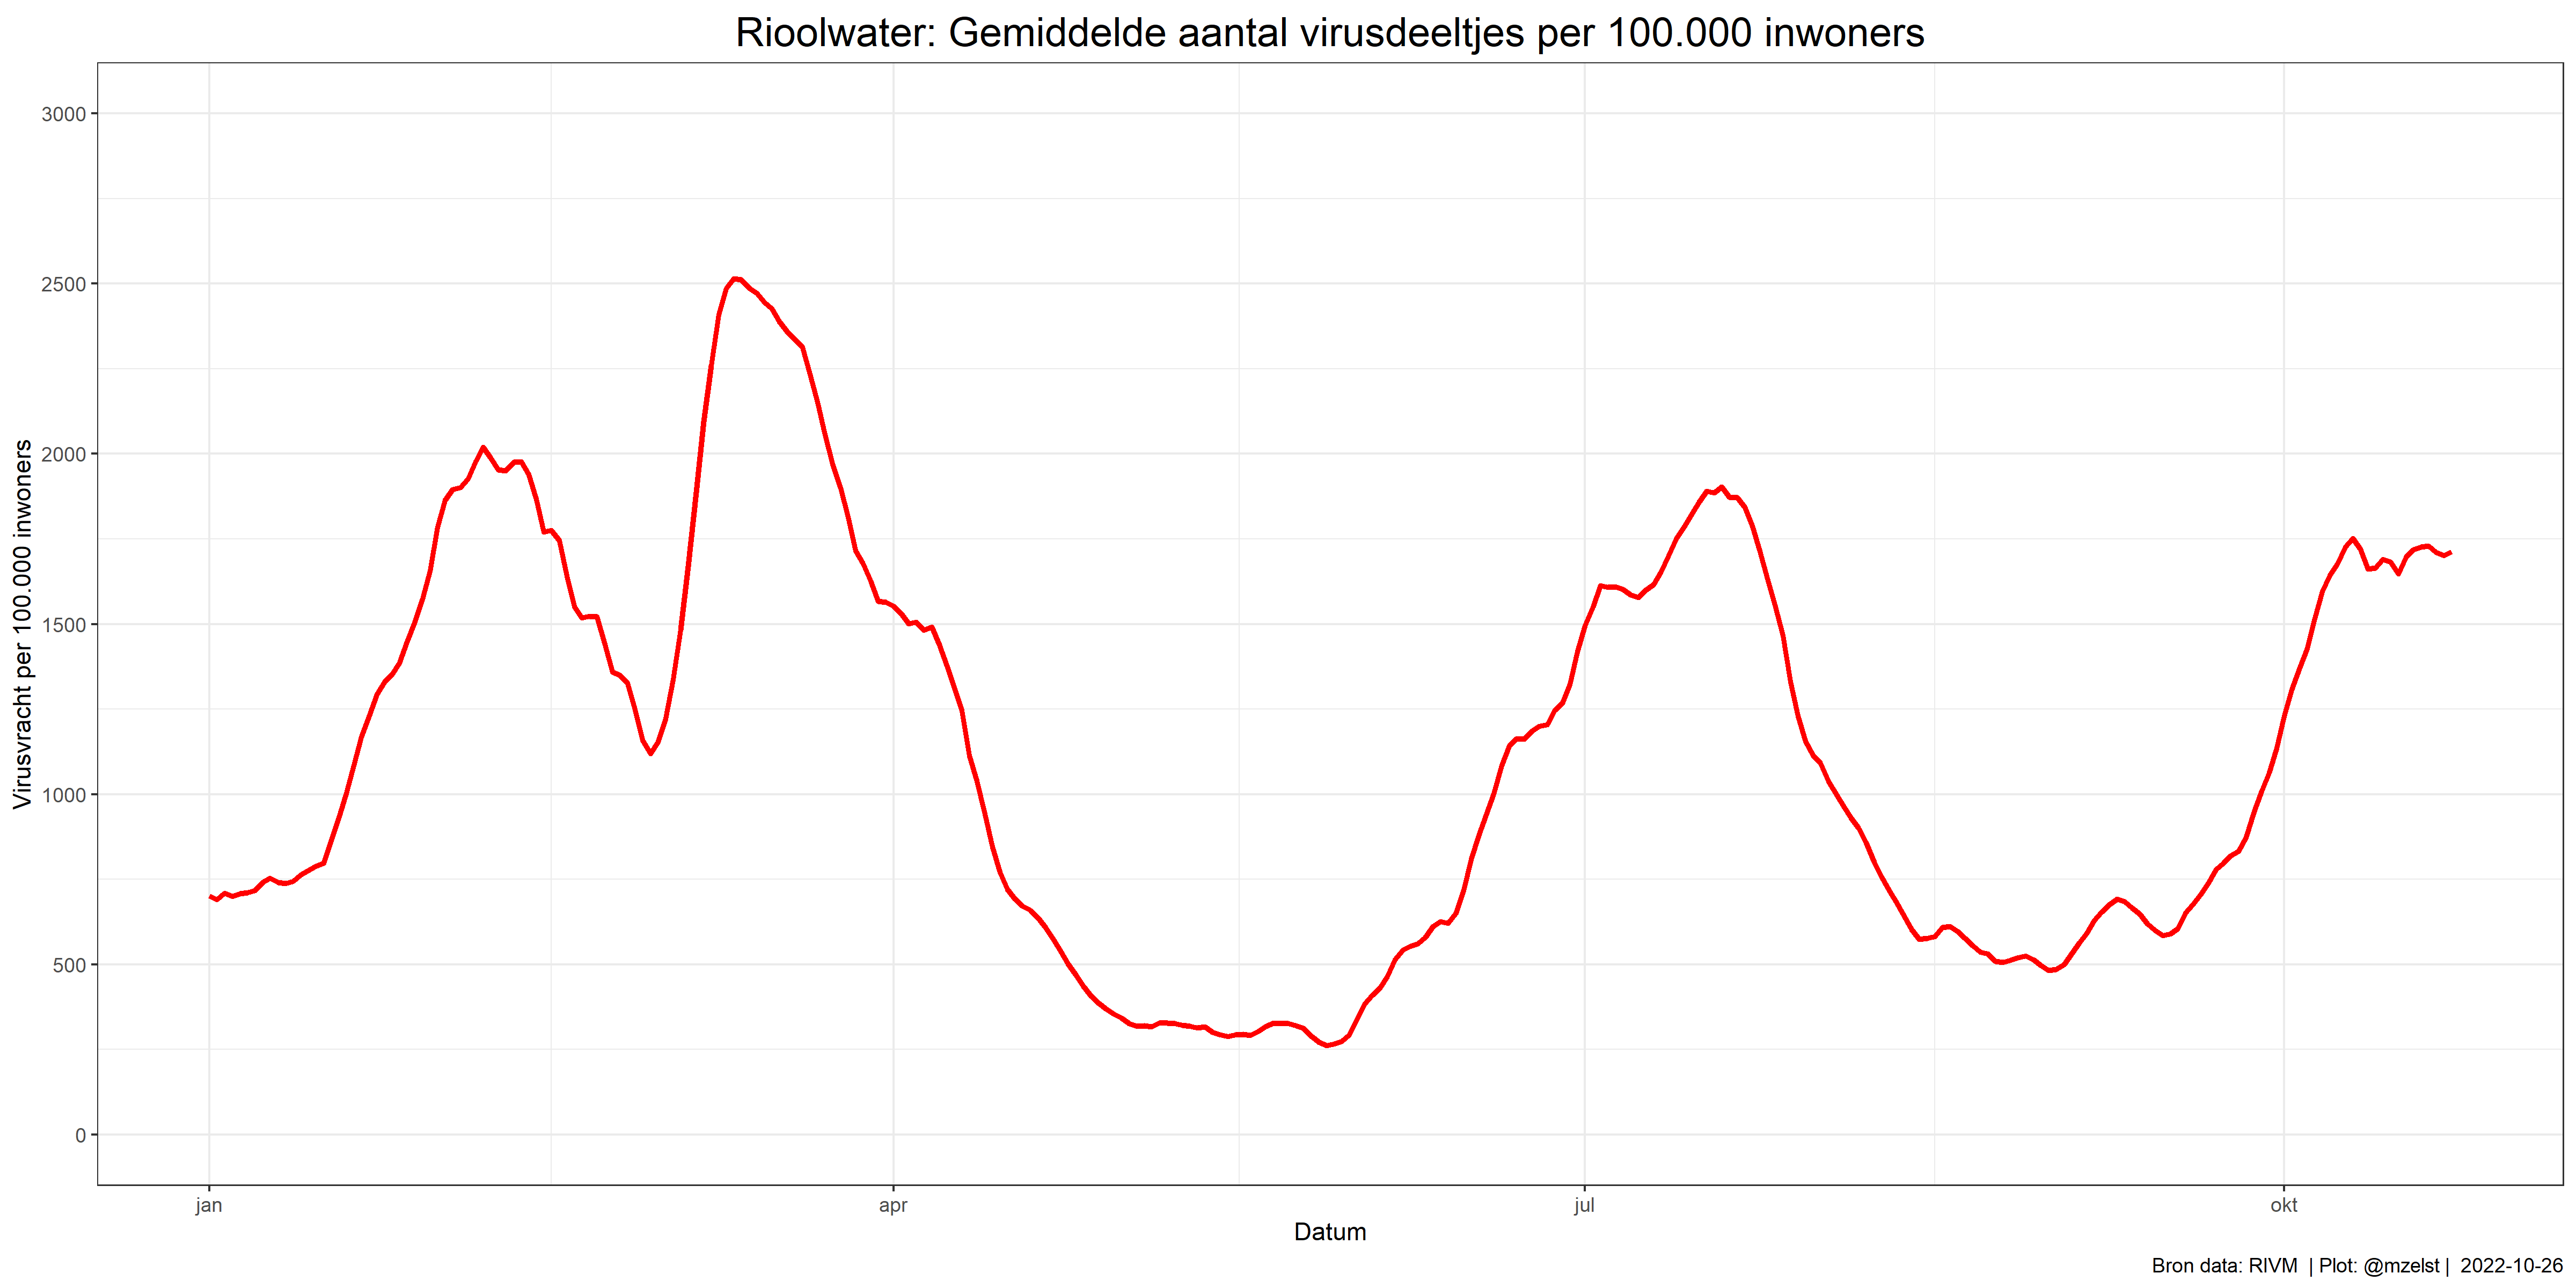 Rioolwater: Gemiddelde aantal virusdeeltjes per 100.000 inwoners
Virusvracht per 100.000 inwoners
3000
2500
2000
1500
1000
500
0
jan apr jul okt
Datum
Bron data: RIVM | Plot: @mzelst | 2022-10-26